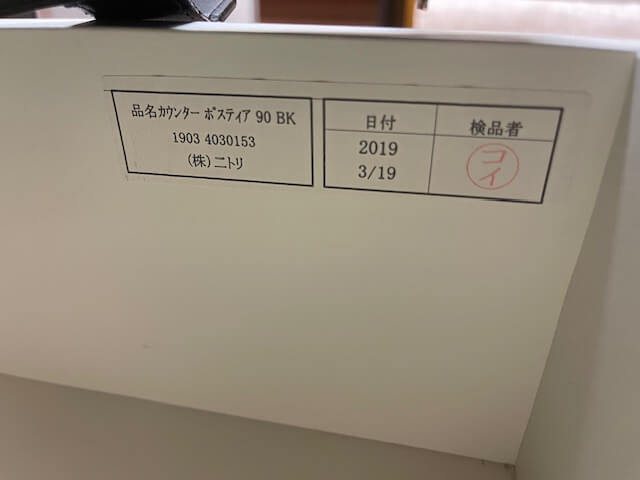 品名カウンター ポスティア 90 BK
1903 4030153
(株)ニトリ
日付
検品者
2019
3/19
コイ